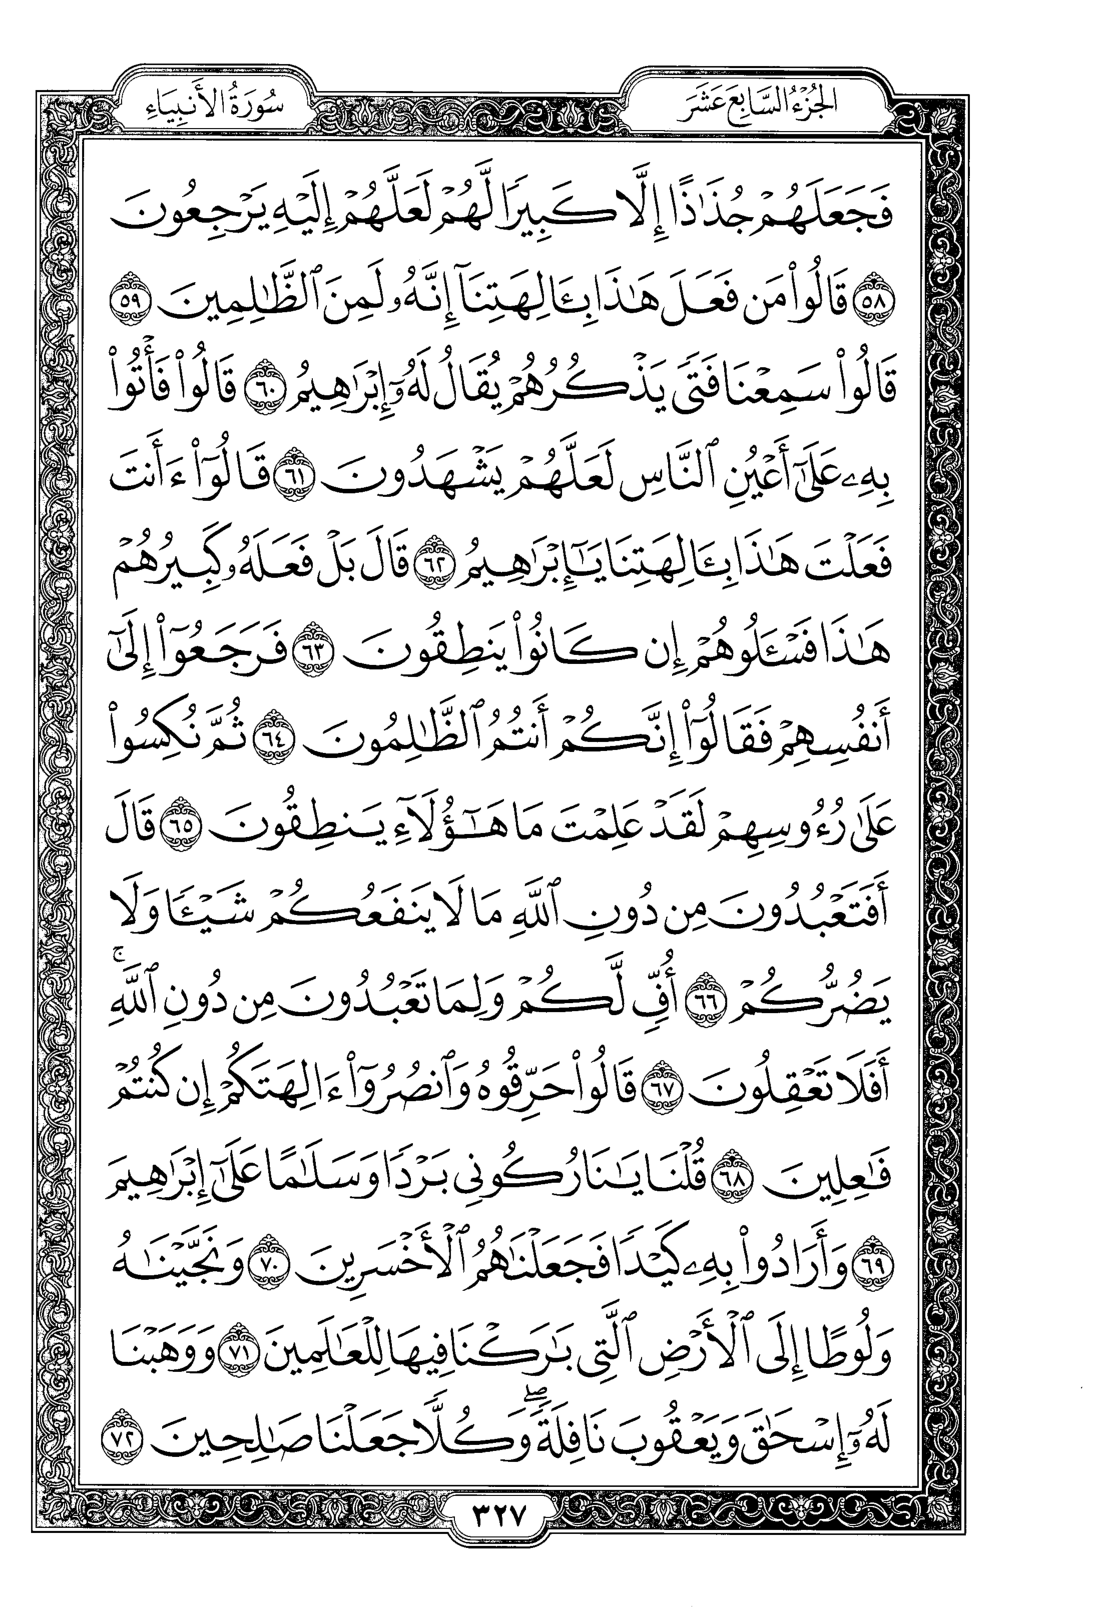 الجُزْءُ السَّابِعَ عَشَرَ
سُورَةُ الأَنبِيَاءِ
فَجَعَلَهُمْ جُذَٰذًا إِلَّا كَبِيرًا لَّهُمْ لَعَلَّهُمْ إِلَيْهِ يَرْجِعُونَ
٥٨ قَالُوا۟ مَن فَعَلَ هَٰذَا بِـَٔالِهَتِنَآ إِنَّهُۥ لَمِنَ ٱلظَّٰلِمِينَ ٥٩
قَالُوا۟ سَمِعْنَا فَتًى يَذْكُرُهُمْ يُقَالُ لَهُۥٓ إِبْرَٰهِيمُ ٦٠ قَالُوا۟ فَأْتُوا۟
بِهِۦ عَلَىٰٓ أَعْيُنِ ٱلنَّاسِ لَعَلَّهُمْ يَشْهَدُونَ ٦١ قَالُوٓا۟ ءَأَنتَ
فَعَلْتَ هَٰذَا بِـَٔالِهَتِنَا يَٰٓإِبْرَٰهِيمُ ٦٢ قَالَ بَلْ فَعَلَهُۥ كَبِيرُهُمْ
هَٰذَا فَسْـَٔلُوهُمْ إِن كَانُوا۟ يَنطِقُونَ ٦٣ فَرَجَعُوٓا۟ إِلَىٰٓ
أَنفُسِهِمْ فَقَالُوٓا۟ إِنَّكُمْ أَنتُمُ ٱلظَّٰلِمُونَ ٦٤ ثُمَّ نُكِسُوا۟
عَلَىٰ رُءُوسِهِمْ لَقَدْ عَلِمْتَ مَا هَٰٓؤُلَآءِ يَنطِقُونَ ٦٥ قَالَ
أَفَتَعْبُدُونَ مِن دُونِ ٱللَّهِ مَا لَا يَنفَعُكُمْ شَيْـًٔا وَلَا
يَضُرُّكُمْ ٦٦ أُفٍّ لَّكُمْ وَلِمَا تَعْبُدُونَ مِن دُونِ ٱللَّهِ ۚ
أَفَلَا تَعْقِلُونَ ٦٧ قَالُوا۟ حَرِّقُوهُ وَٱنصُرُوٓا۟ ءَالِهَتَكُمْ إِن كُنتُمْ
فَٰعِلِينَ ٦٨ قُلْنَا يَٰنَارُ كُونِى بَرْدًا وَسَلَٰمًا عَلَىٰٓ إِبْرَٰهِيمَ
٦٩ وَأَرَادُوا۟ بِهِۦ كَيْدًا فَجَعَلْنَٰهُمُ ٱلْأَخْسَرِينَ ٧٠ وَنَجَّيْنَٰهُ
وَلُوطًا إِلَى ٱلْأَرْضِ ٱلَّتِى بَٰرَكْنَا فِيهَا لِلْعَٰلَمِينَ ٧١ وَوَهَبْنَا
لَهُۥٓ إِسْحَٰقَ وَيَعْقُوبَ نَافِلَةً ۖ وَكُلًّا جَعَلْنَا صَٰلِحِينَ ٧٢
٣٢٧